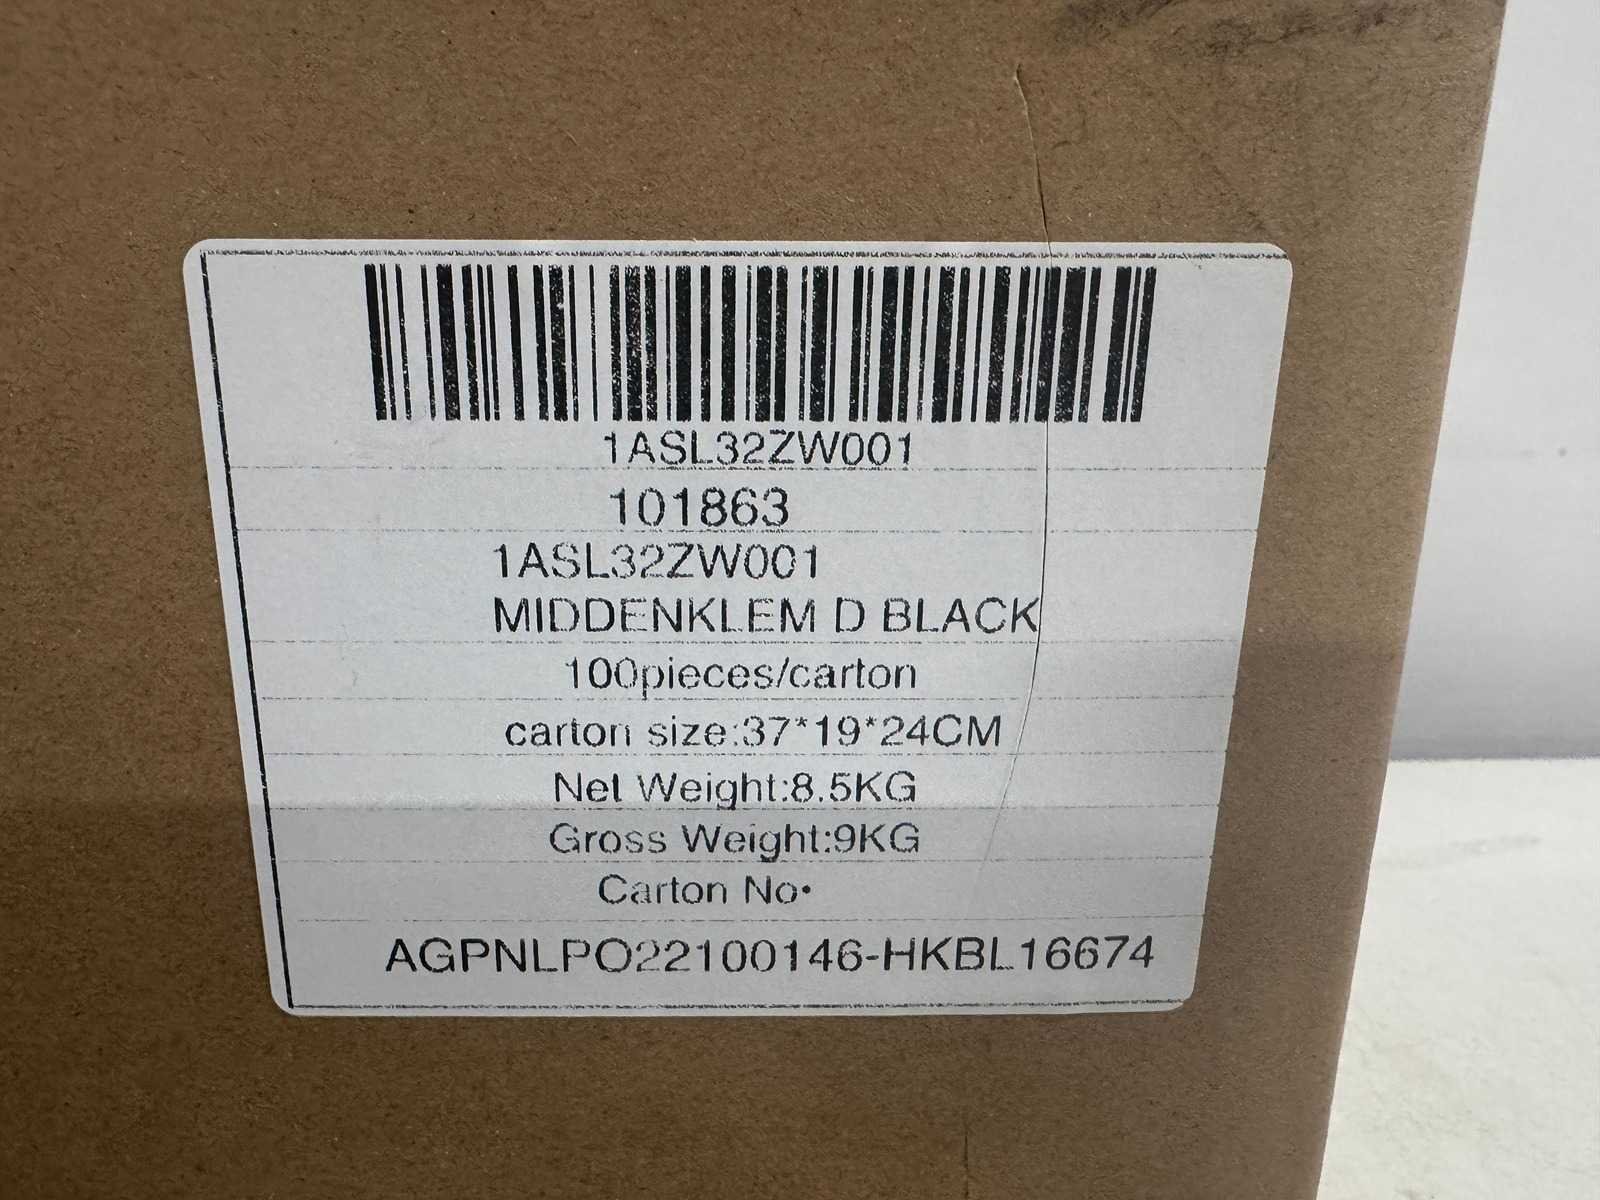 1ASL32ZW001
101863
1ASL32ZW001
MIDDENKLEM D BLACK
100pieces/carton
carton size:37*19*24CM
Net Weight:8.5KG
Gross Weight:9KG
Carton No•
AGPNLPO22100146-HKBL16674